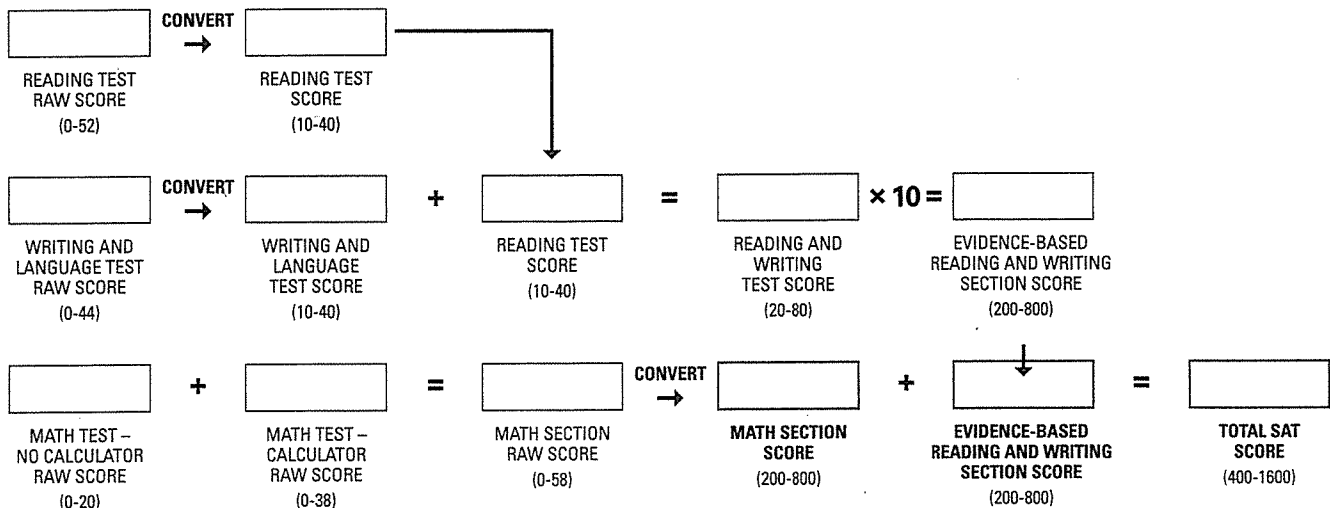 CONVERT
→
READING TEST
RAW SCORE
(0-52)
READING TEST
SCORE
(10-40)
CONVERT
→
+
=
× 10 =
WRITING AND
LANGUAGE TEST
RAW SCORE
(0-44)
WRITING AND
LANGUAGE
TEST SCORE
(10-40)
READING TEST
SCORE
(10-40)
READING AND
WRITING
TEST SCORE
(20-80)
EVIDENCE-BASED
READING AND WRITING
SECTION SCORE
(200-800)
+
=
CONVERT
→
+
=
MATH TEST –
NO CALCULATOR
RAW SCORE
(0-20)
MATH TEST –
CALCULATOR
RAW SCORE
(0-38)
MATH SECTION
RAW SCORE
(0-58)
MATH SECTION
SCORE
(200-800)
EVIDENCE-BASED
READING AND WRITING
SECTION SCORE
(200-800)
TOTAL SAT
SCORE
(400-1600)